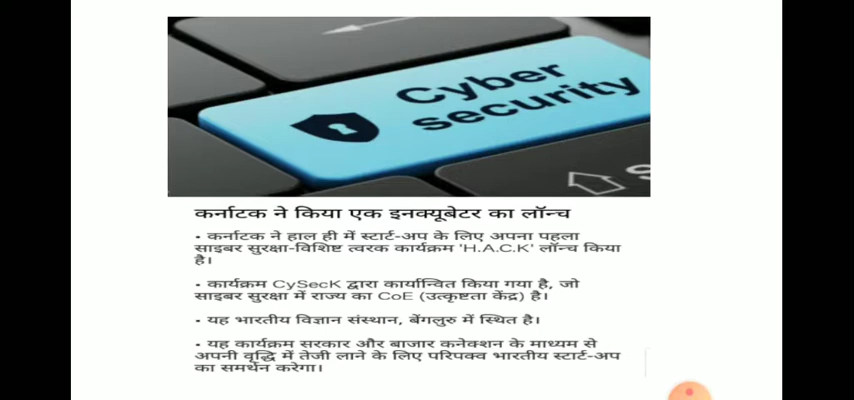 Cyber
security
S
कर्नाटक ने किया एक इनक्यूबेटर का लॉन्च
• कर्नाटक ने हाल ही में स्टार्ट-अप के लिए अपना पहला
साइबर सुरक्षा-विशिष्ट त्वरक कार्यक्रम 'H.A.C.K' लॉन्च किया
है।
• कार्यक्रम CySecK द्वारा कार्यान्वित किया गया है, जो
साइबर सुरक्षा में राज्य का CoE (उत्कृष्टता केंद्र) है।
• यह भारतीय विज्ञान संस्थान, बेंगलुरु में स्थित है।
• यह कार्यक्रम सरकार और बाजार कनेक्शन के माध्यम से
अपनी वृद्धि में तेजी लाने के लिए परिपक्व भारतीय स्टार्ट-अप
का समर्थन करेगा।